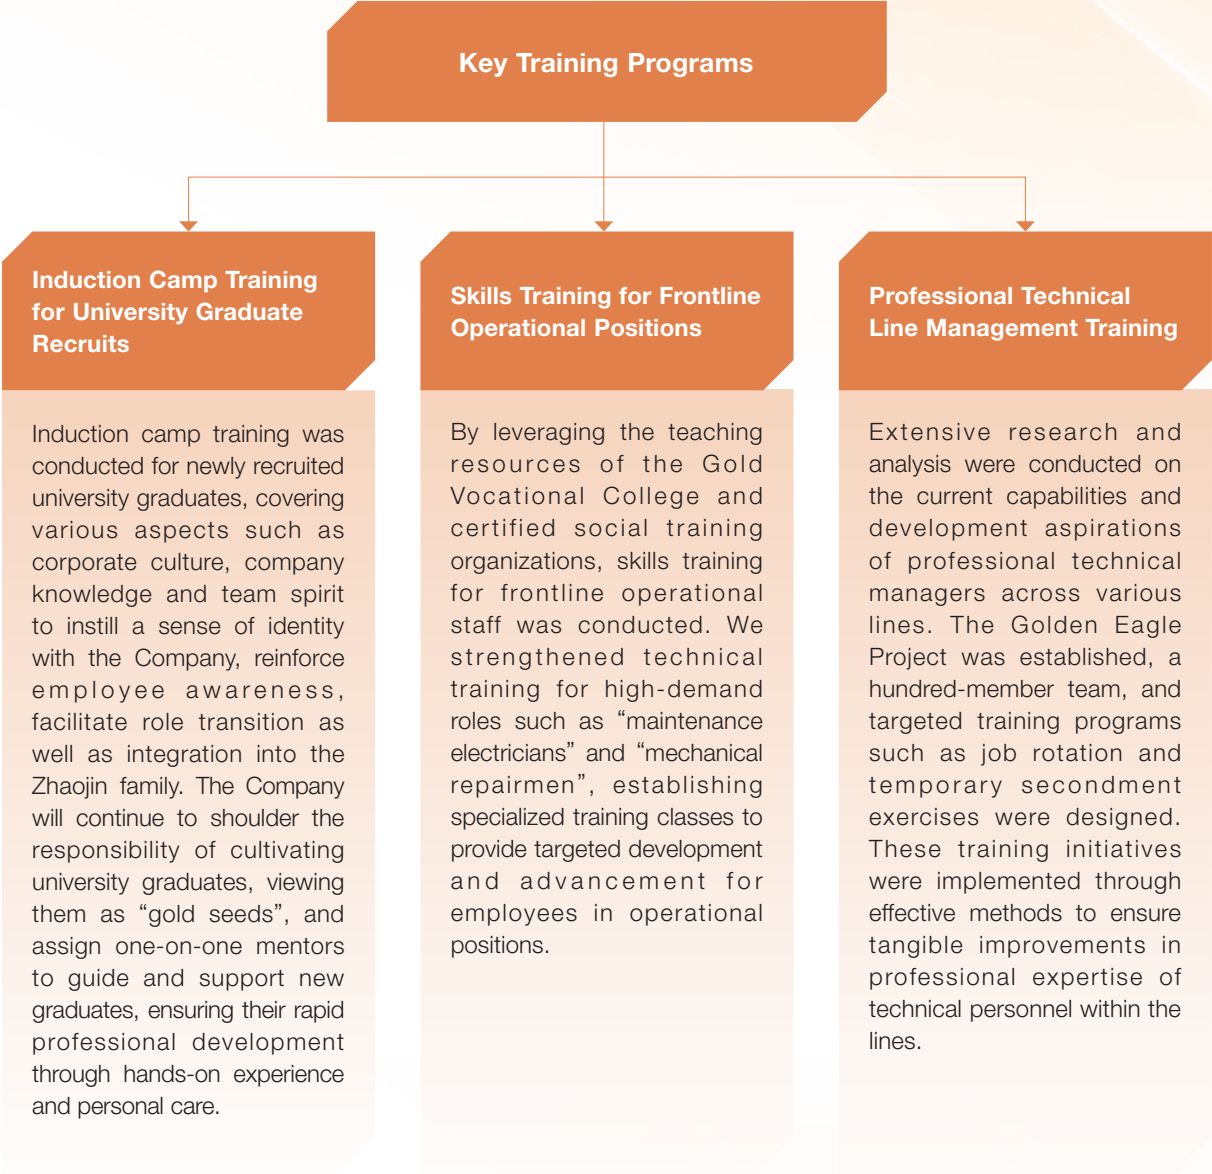 Key Training Programs
Induction Camp Training
for University Graduate
Recruits
Induction camp training was
conducted for newly recruited
university graduates, covering
various aspects such as
corporate culture, company
knowledge and team spirit
to instill a sense of identity
with the Company, reinforce
employee awareness,
facilitate role transition as
well as integration into the
Zhaojin family. The Company
will continue to shoulder the
responsibility of cultivating
university graduates, viewing
them as “gold seeds”, and
assign one-on-one mentors
to guide and support new
graduates, ensuring their rapid
professional development
through hands-on experience
and personal care.
Skills Training for Frontline
Operational Positions
By leveraging the teaching
resources of the Gold
Vocational College and
certified social training
organizations, skills training
for frontline operational
staff was conducted. We
strengthened technical
training for high-demand
roles such as “maintenance
electricians” and “mechanical
repairmen”, establishing
specialized training classes to
provide targeted development
and advancement for
employees in operational
positions.
Professional Technical
Line Management Training
Extensive research and
analysis were conducted on
the current capabilities and
development aspirations
of professional technical
managers across various
lines. The Golden Eagle
Project was established, a
hundred-member team, and
targeted training programs
such as job rotation and
temporary secondment
exercises were designed.
These training initiatives
were implemented through
effective methods to ensure
tangible improvements in
professional expertise of
technical personnel within the
lines.